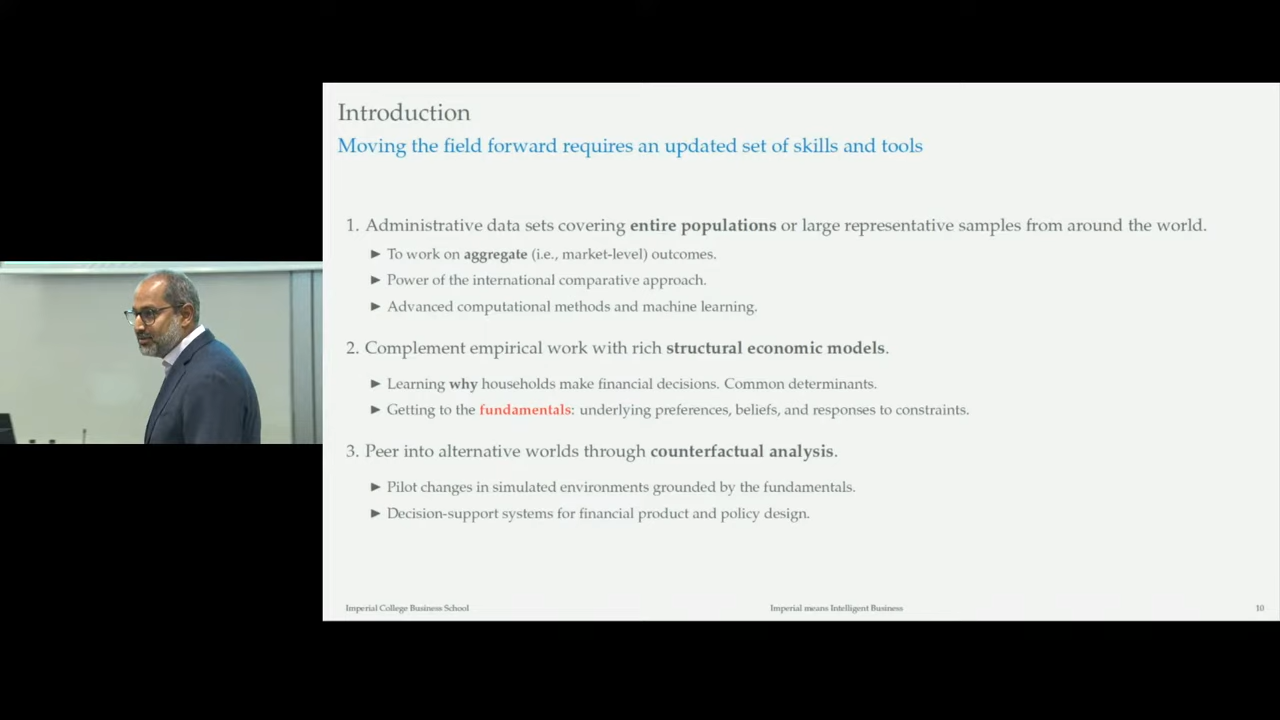 Introduction
Moving the field forward requires an updated set of skills and tools
1. Administrative data sets covering entire populations or large representative samples from around the world.
► To work on aggregate (i.e., market-level) outcomes.
► Power of the international comparative approach.
► Advanced computational methods and machine learning.
2. Complement empirical work with rich structural economic models.
► Learning why households make financial decisions. Common determinants.
► Getting to the fundamentals: underlying preferences, beliefs, and responses to constraints.
3. Peer into alternative worlds through counterfactual analysis.
► Pilot changes in simulated environments grounded by the fundamentals.
► Decision-support systems for financial product and policy design.
Imperial College Business School
Imperial means Intelligent Business
10